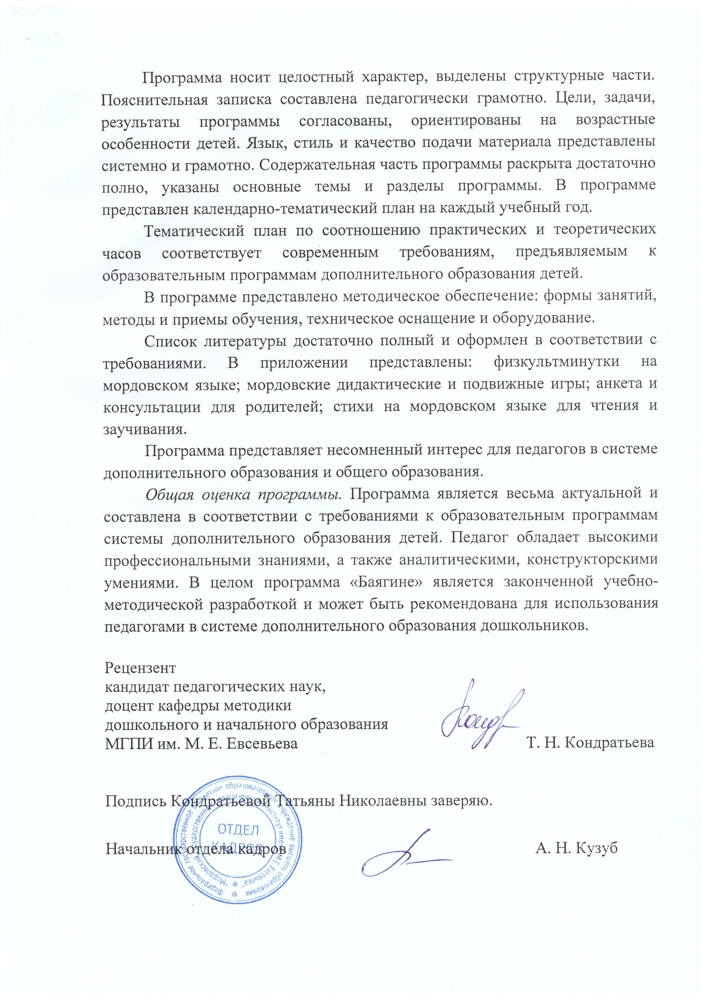 Программа носит целостный характер, выделены структурные части.
Пояснительная записка составлена педагогически грамотно. Цели, задачи,
результаты программы согласованы, ориентированы на возрастные
особенности детей. Язык, стиль и качество подачи материала представлены
системно и грамотно. Содержательная часть программы раскрыта достаточно
полно, указаны основные темы и разделы программы. В программе
представлен календарно-тематический план на каждый учебный год.
Тематический план по соотношению практических и теоретических
часов соответствует современным требованиям, предъявляемым к
образовательным программам дополнительного образования детей.
В программе представлено методическое обеспечение: формы занятий,
методы и приемы обучения, техническое оснащение и оборудование.
Список литературы достаточно полный и оформлен в соответствии с
требованиями. В приложении представлены: физкультминутки на
мордовском языке; мордовские дидактические и подвижные игры; анкета и
консультации для родителей; стихи на мордовском языке для чтения и
заучивания.
Программа представляет несомненный интерес для педагогов в системе
дополнительного образования и общего образования.
Общая оценка программы. Программа является весьма актуальной и
составлена в соответствии с требованиями к образовательным программам
системы дополнительного образования детей. Педагог обладает высокими
профессиональными знаниями, а также аналитическими, конструкторскими
умениями. В целом программа «Баягине» является законченной учебно-
методической разработкой и может быть рекомендована для использования
педагогами в системе дополнительного образования дошкольников.
Рецензент
кандидат педагогических наук,
доцент кафедры методики
дошкольного и начального образования
МГПИ им. М. Е. Евсевьева Т. Н. Кондратьева
Подпись Кондратьевой Татьяны Николаевны заверяю.
Начальник отдела кадров А. Н. Кузуб
Федеральное государственное бюджетное образовательное учреждение высшего образования
"Мордовский государственный педагогический институт имени М.Е. Евсевьева"
ОТДЕЛ
КАДРОВ